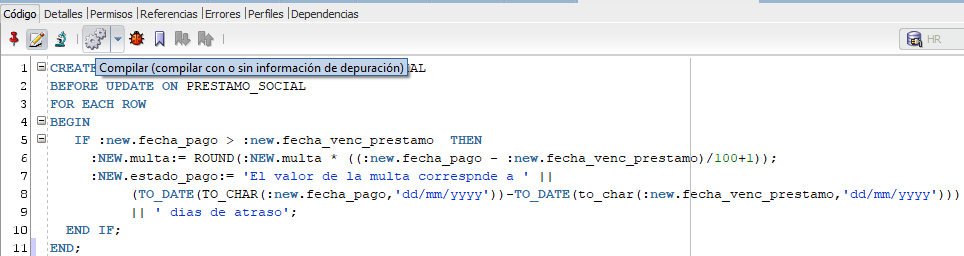 Código Detalles Permisos Referencias Errores Perfiles Dependencias
HR
1 CREATE Compilar (compilar con o sin información de depuración) AL
2 BEFORE UPDATE ON PRESTAMO_SOCIAL
3 FOR EACH ROW
4 BEGIN
5 IF :new.fecha_pago > :new.fecha_venc_prestamo THEN
6 :NEW.multa:= ROUND(:NEW.multa * ((:new.fecha_pago - :new.fecha_venc_prestamo)/100+1));
7 :NEW.estado_pago:= 'El valor de la multa correspnde a ' ||
8 (TO_DATE(TO_CHAR(:new.fecha_pago,'dd/mm/yyyy'))-TO_DATE(to_char(:new.fecha_venc_prestamo,'dd/mm/yyyy')))
9 || ' dias de atraso';
10 END IF;
11 END;